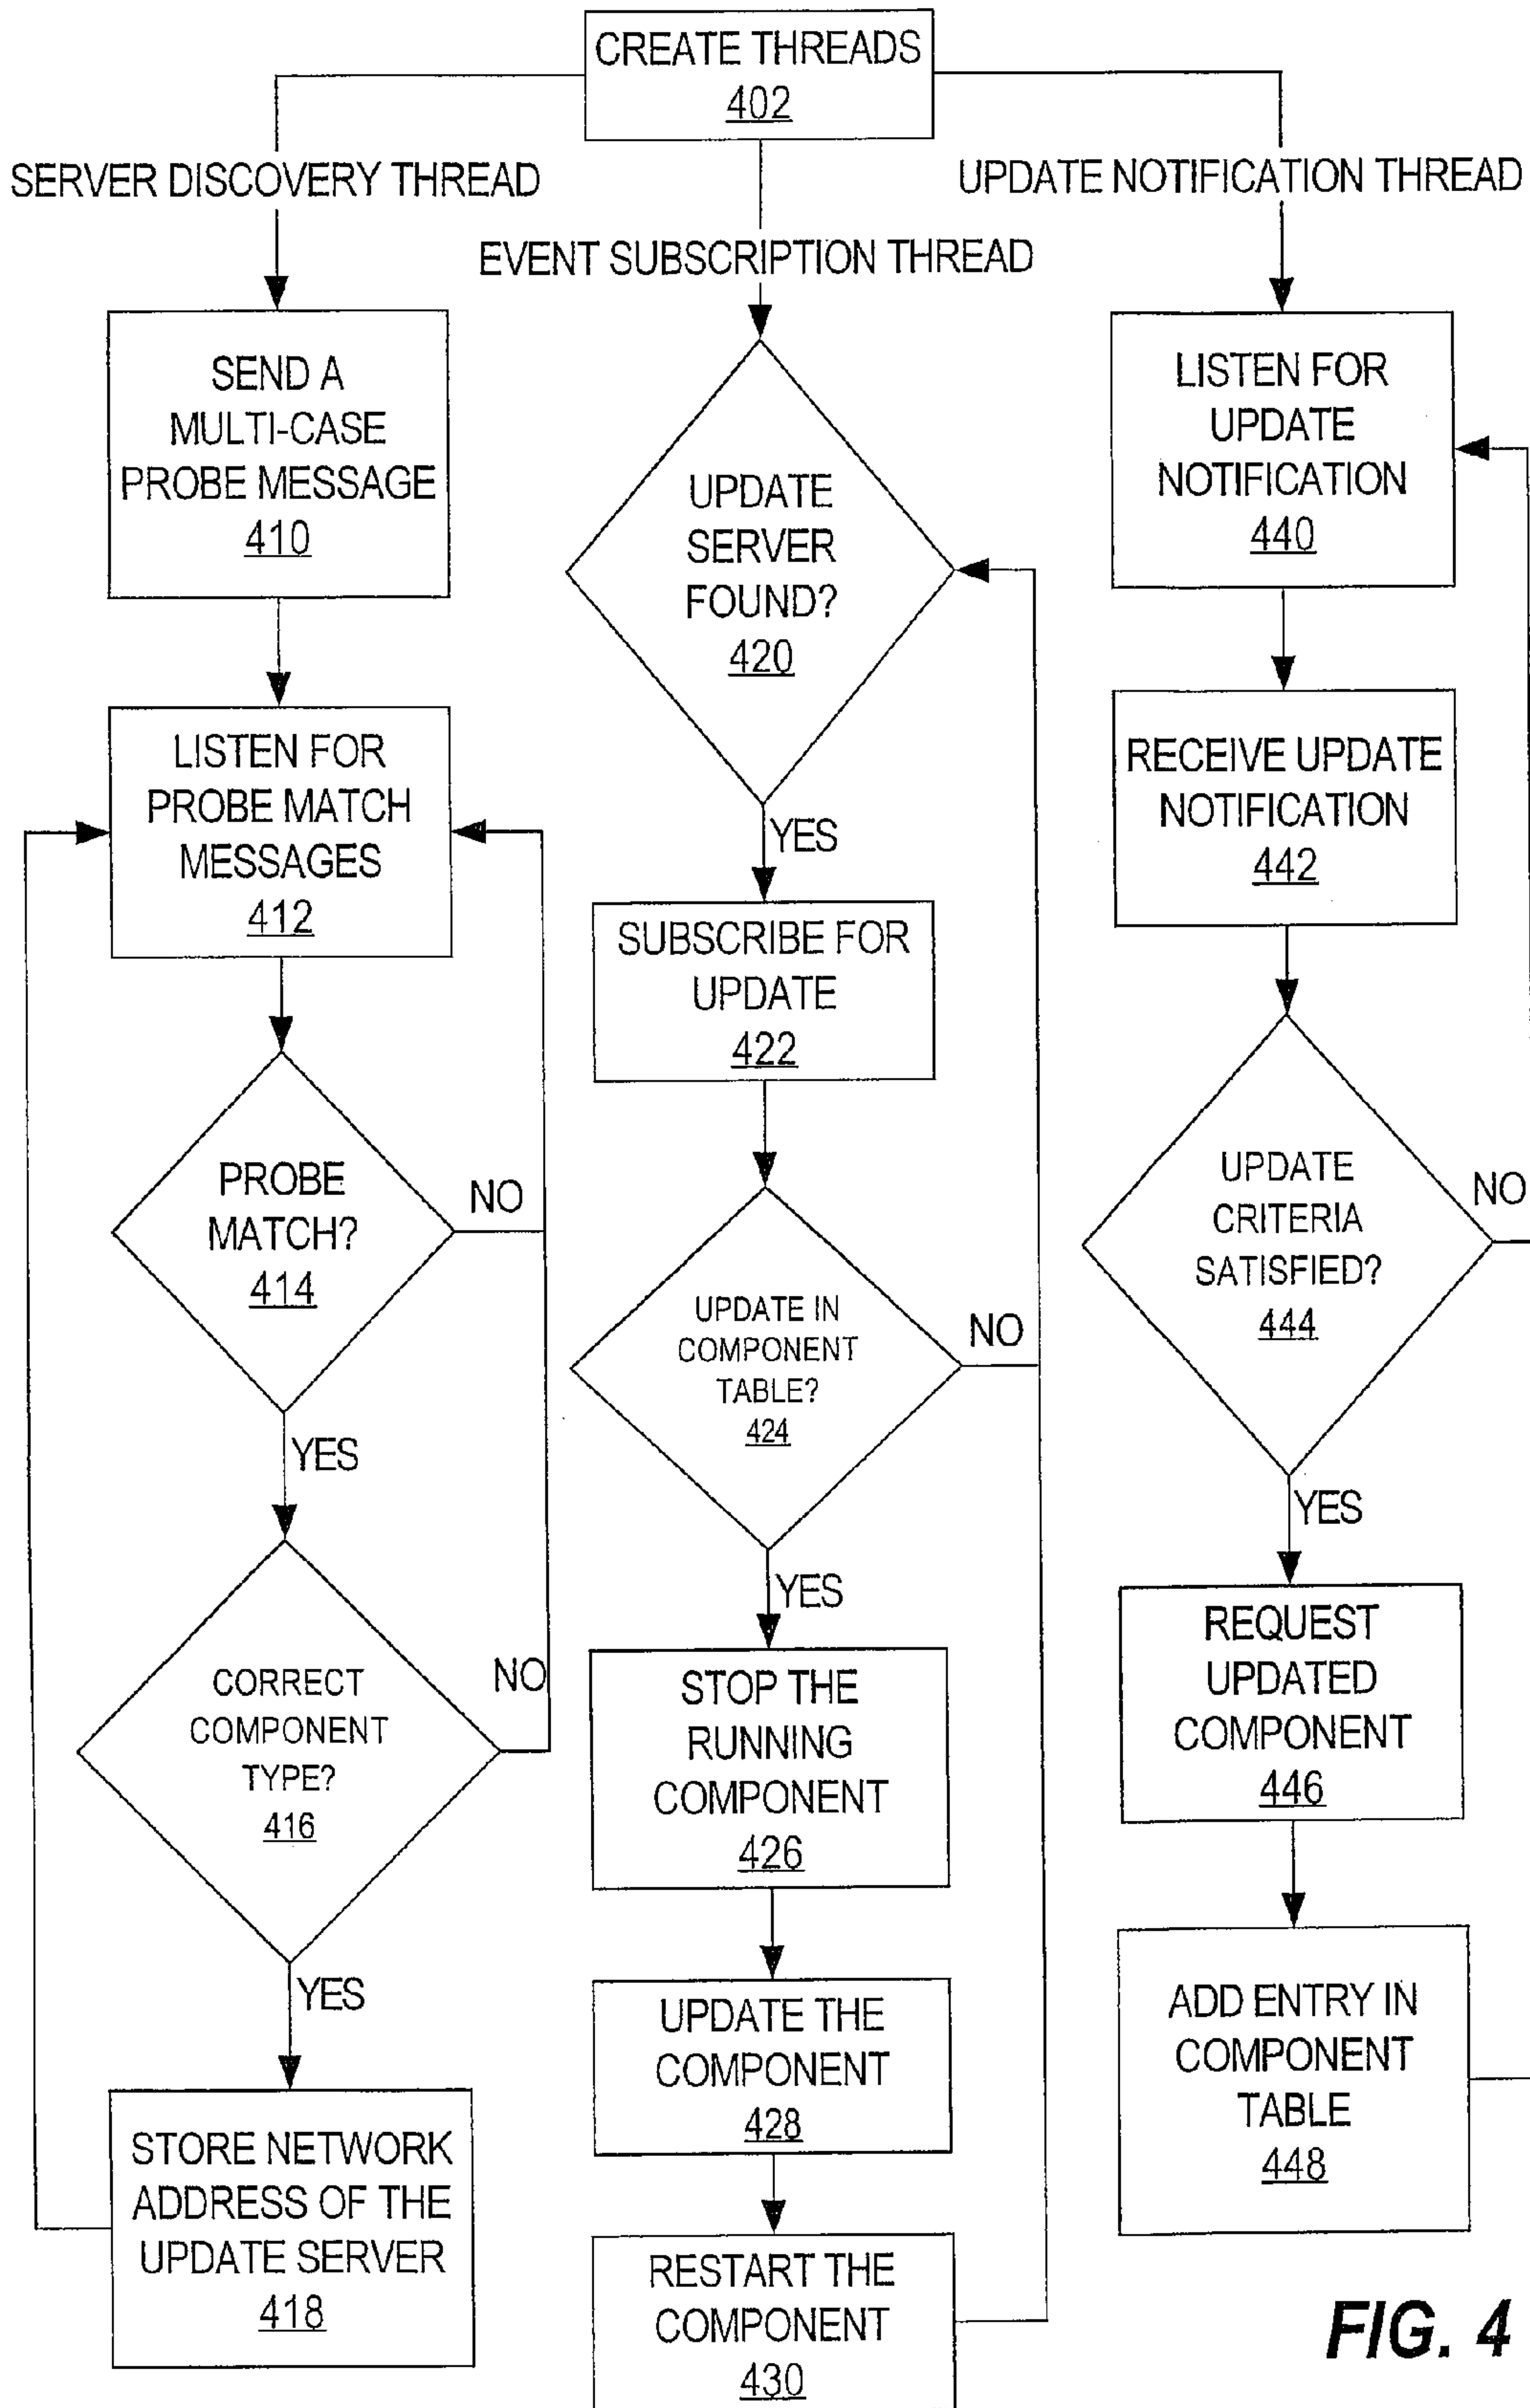 CREATE THREADS
402
SERVER DISCOVERY THREAD
SEND A
MULTI-CASE
PROBE MESSAGE
410
LISTEN FOR
PROBE MATCH
MESSAGES
412
PROBE
MATCH?
414
NO
YES
CORRECT
COMPONENT
TYPE?
416
NO
YES
STORE NETWORK
ADDRESS OF THE
UPDATE SERVER
418
EVENT SUBSCRIPTION THREAD
UPDATE
SERVER
FOUND?
420
YES
SUBSCRIBE FOR
UPDATE
422
UPDATE IN
COMPONENT
TABLE?
424
NO
YES
STOP THE
RUNNING
COMPONENT
426
UPDATE THE
COMPONENT
428
RESTART THE
COMPONENT
430
UPDATE NOTIFICATION THREAD
LISTEN FOR
UPDATE
NOTIFICATION
440
RECEIVE UPDATE
NOTIFICATION
442
UPDATE
CRITERIA
SATISFIED?
444
NO
YES
REQUEST
UPDATED
COMPONENT
446
ADD ENTRY IN
COMPONENT
TABLE
448
FIG. 4